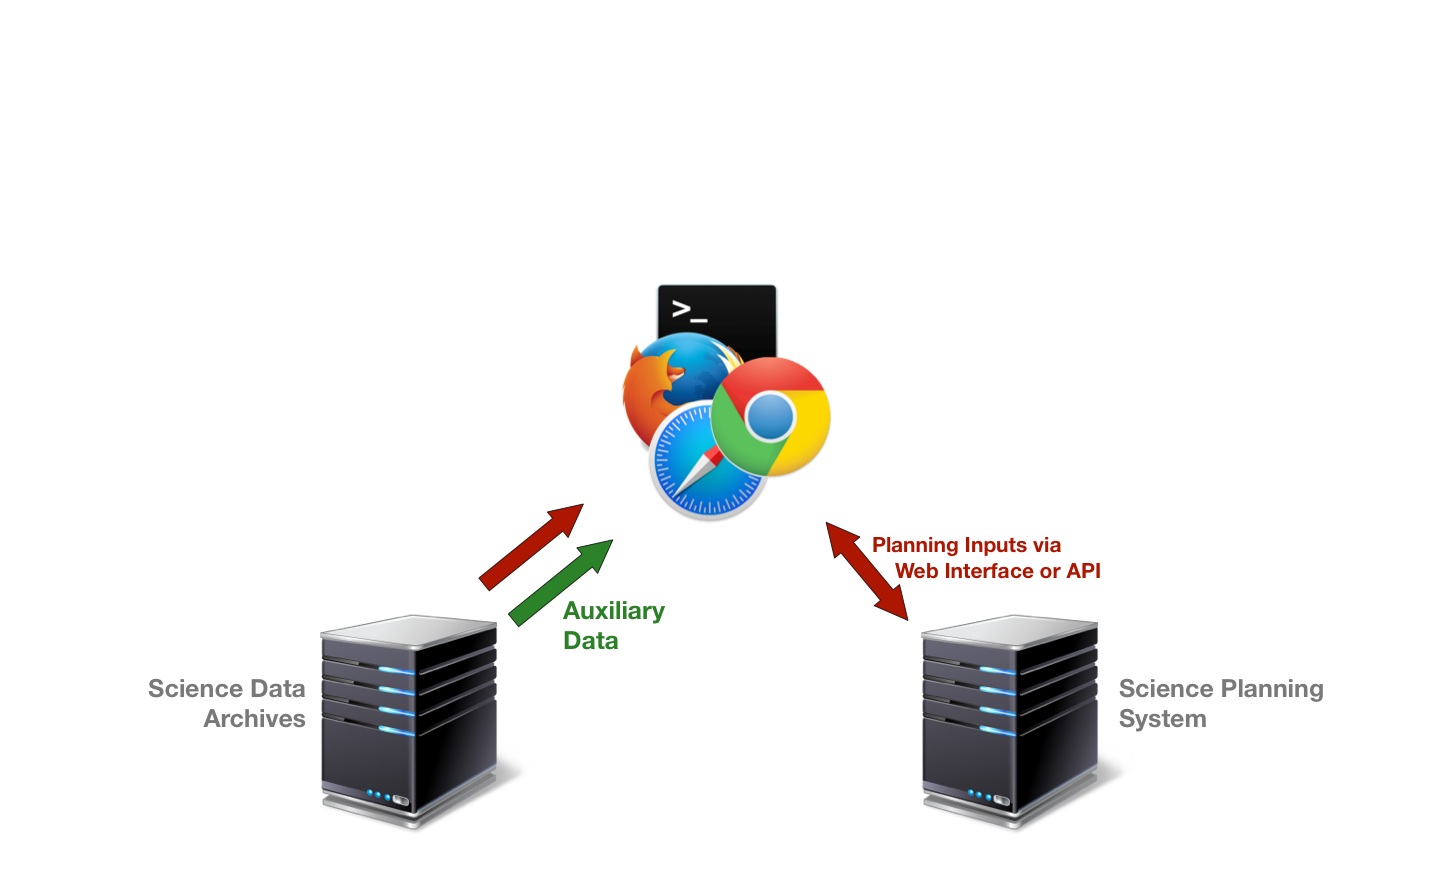 >_
Planning Inputs via
Web Interface or API
Auxiliary
Data
Science Data
Archives
Science Planning
System